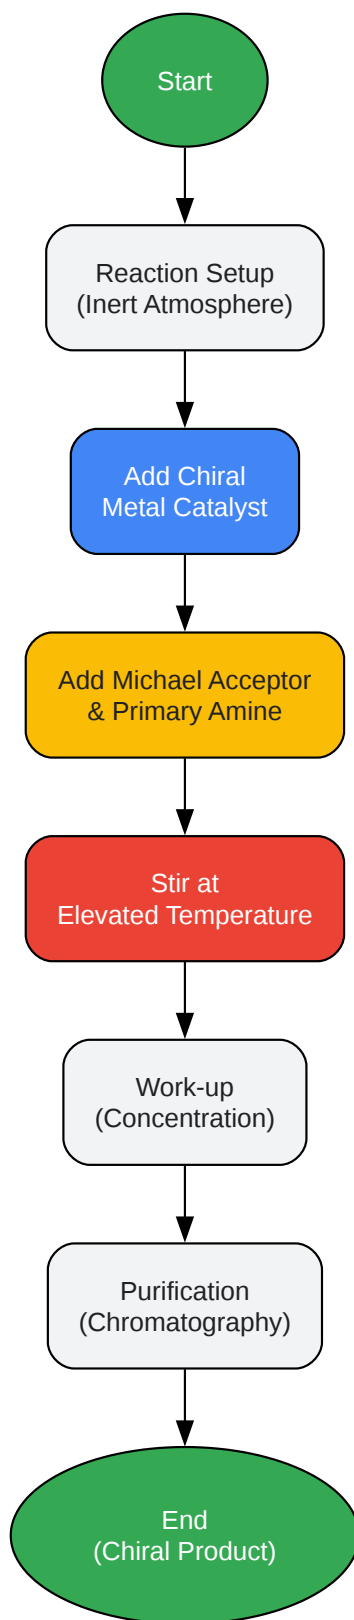 Start
Reaction Setup
(Inert Atmosphere)
Add Chiral
Metal Catalyst
Add Michael Acceptor
& Primary Amine
Stir at
Elevated Temperature
Work-up
(Concentration)
Purification
(Chromatography)
End
(Chiral Product)